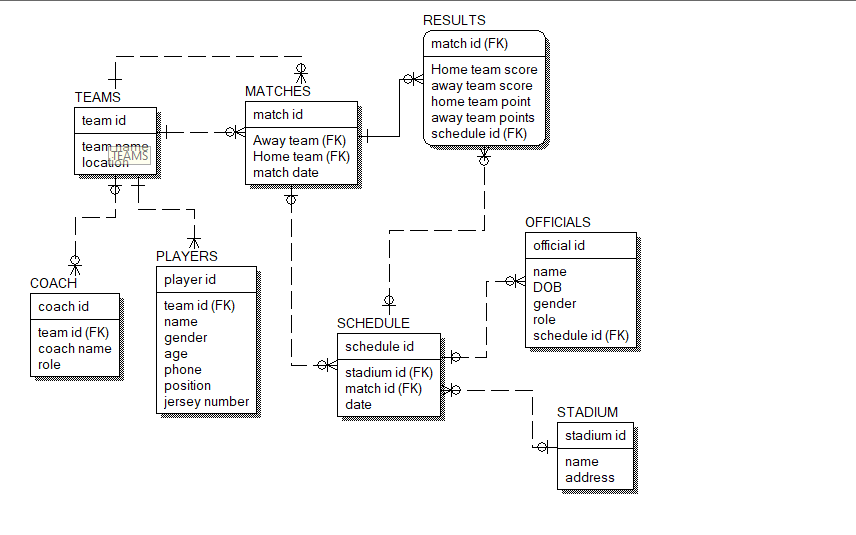 RESULTS
match id (FK)
Home team score
away team score
home team point
away team points
schedule id (FK)
TEAMS
team id
team name
location
TEAMS
MATCHES
match id
Away team (FK)
Home team (FK)
match date
COACH
coach id
team id (FK)
coach name
role
PLAYERS
player id
team id (FK)
name
gender
age
phone
position
jersey number
SCHEDULE
schedule id
stadium id (FK)
match id (FK)
date
OFFICIALS
official id
name
DOB
gender
role
schedule id (FK)
STADIUM
stadium id
name
address